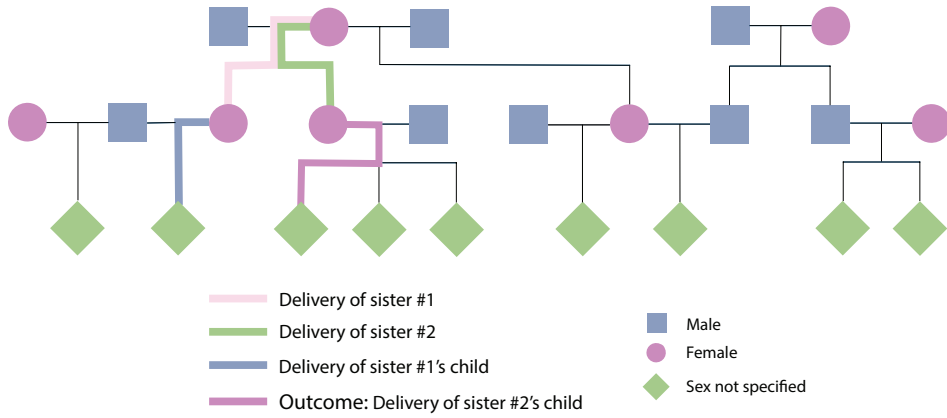 Delivery of sister #1
Delivery of sister #2
Delivery of sister #1's child
Outcome: Delivery of sister #2's child
Male
Female
Sex not specified